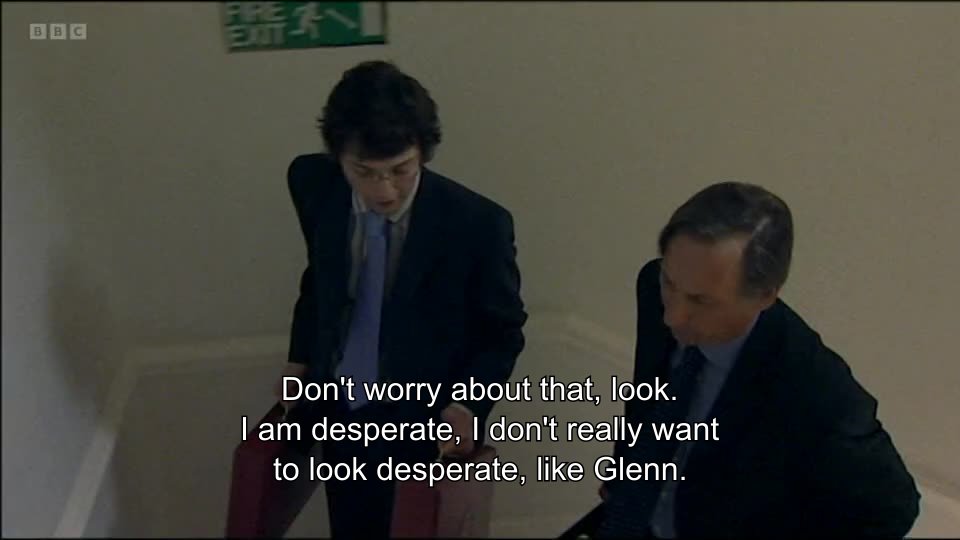 BBC
FIRE
EXIT
Don't worry about that, look.
I am desperate, I don't really want
to look desperate, like Glenn.